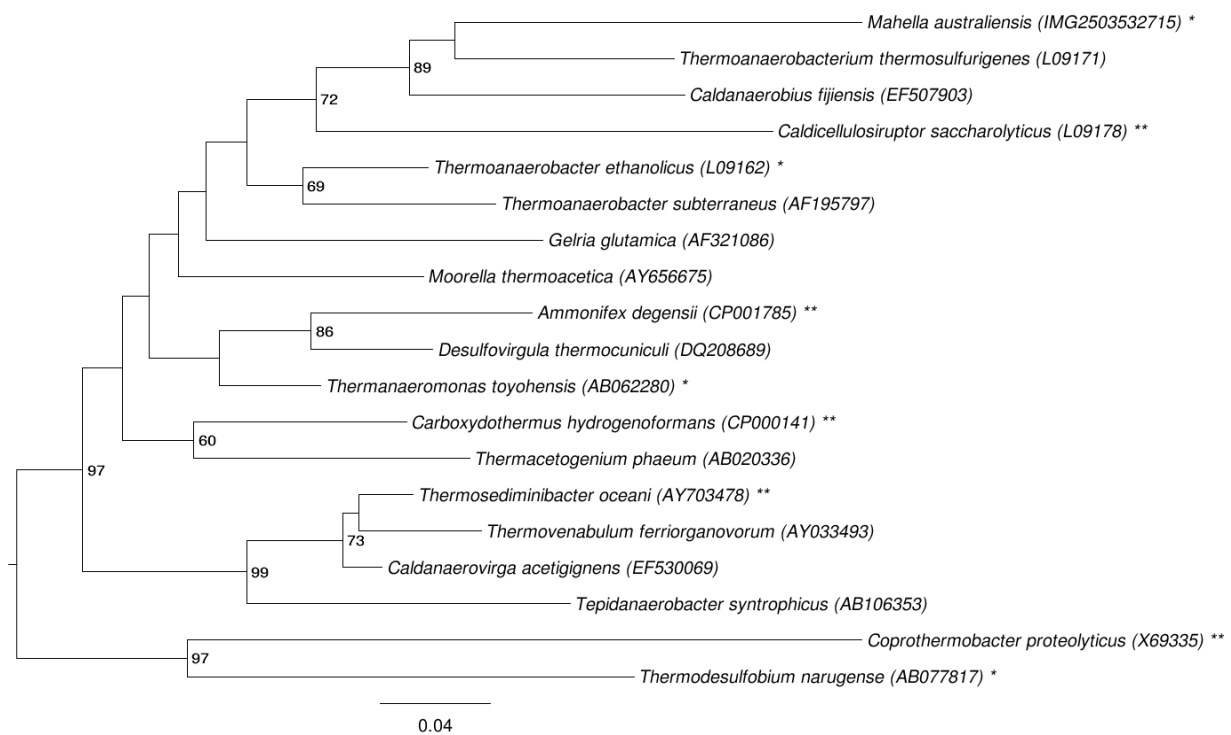 Mahella australiensis (IMG2503532715) *
Thermoanaerobacterium thermosulfurigenes (L09171)
89
Caldanaerobius fijiensis (EF507903)
72
Caldicellulosiruptor saccharolyticus (L09178) **
Thermoanaerobacter ethanolicus (L09162) *
69
Thermoanaerobacter subterraneus (AF195797)
Gelria glutamica (AF321086)
Moorella thermoacetica (AY656675)
Ammonifex degensii (CP001785) **
86
Desulfovirgula thermocuniculi (DQ208689)
Thermanaeromonas toyohensis (AB062280) *
Carboxydothermus hydrogenoformans (CP000141) **
60
Thermacetogenium phaeum (AB020336)
97
Thermosediminibacter oceani (AY703478) **
Thermovenabulum ferriorganovorum (AY033493)
73
Caldanaerovirga acetigignens (EF530069)
99
Tepidanaerobacter syntrophicus (AB106353)
Coprothermobacter proteolyticus (X69335) **
97
Thermodesulfobium narugense (AB077817) *
0.04